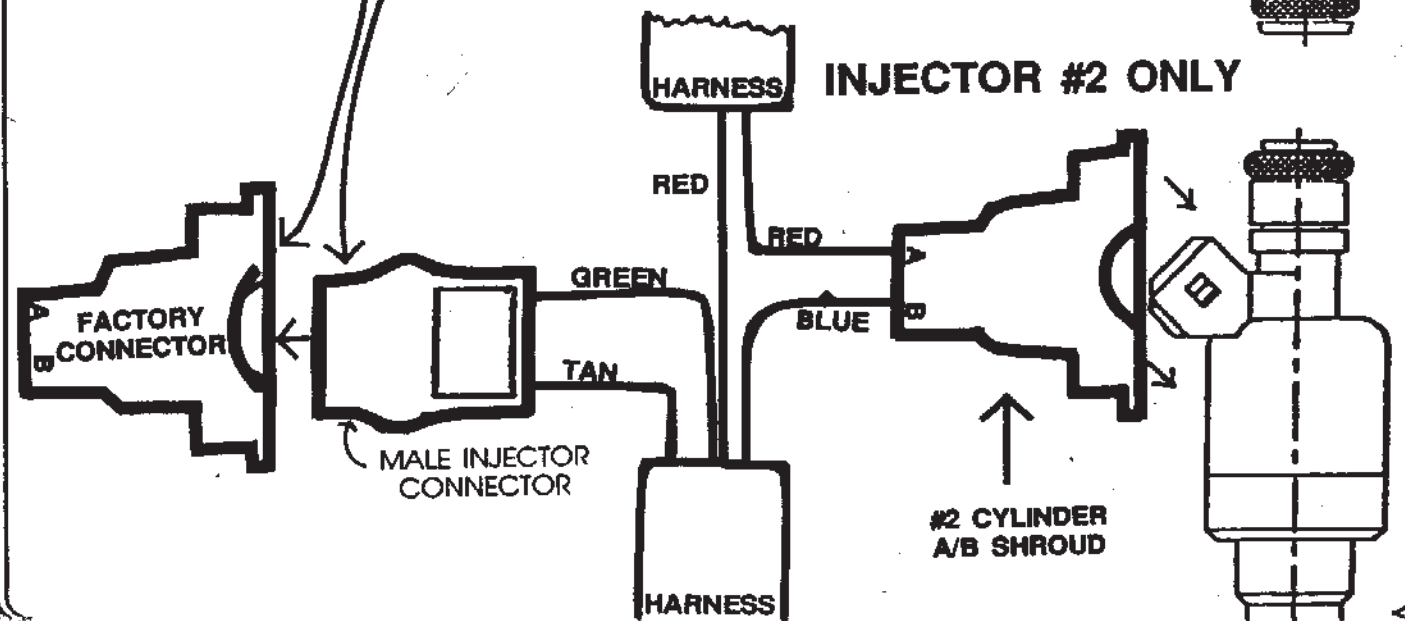 HARNESS
INJECTOR #2 ONLY
RED
RED
A
B
GREEN
BLUE
A
B
FACTORY
CONNECTOR
TAN
MALE INJECTOR
CONNECTOR
#2 CYLINDER
A/B SHROUD
HARNESS